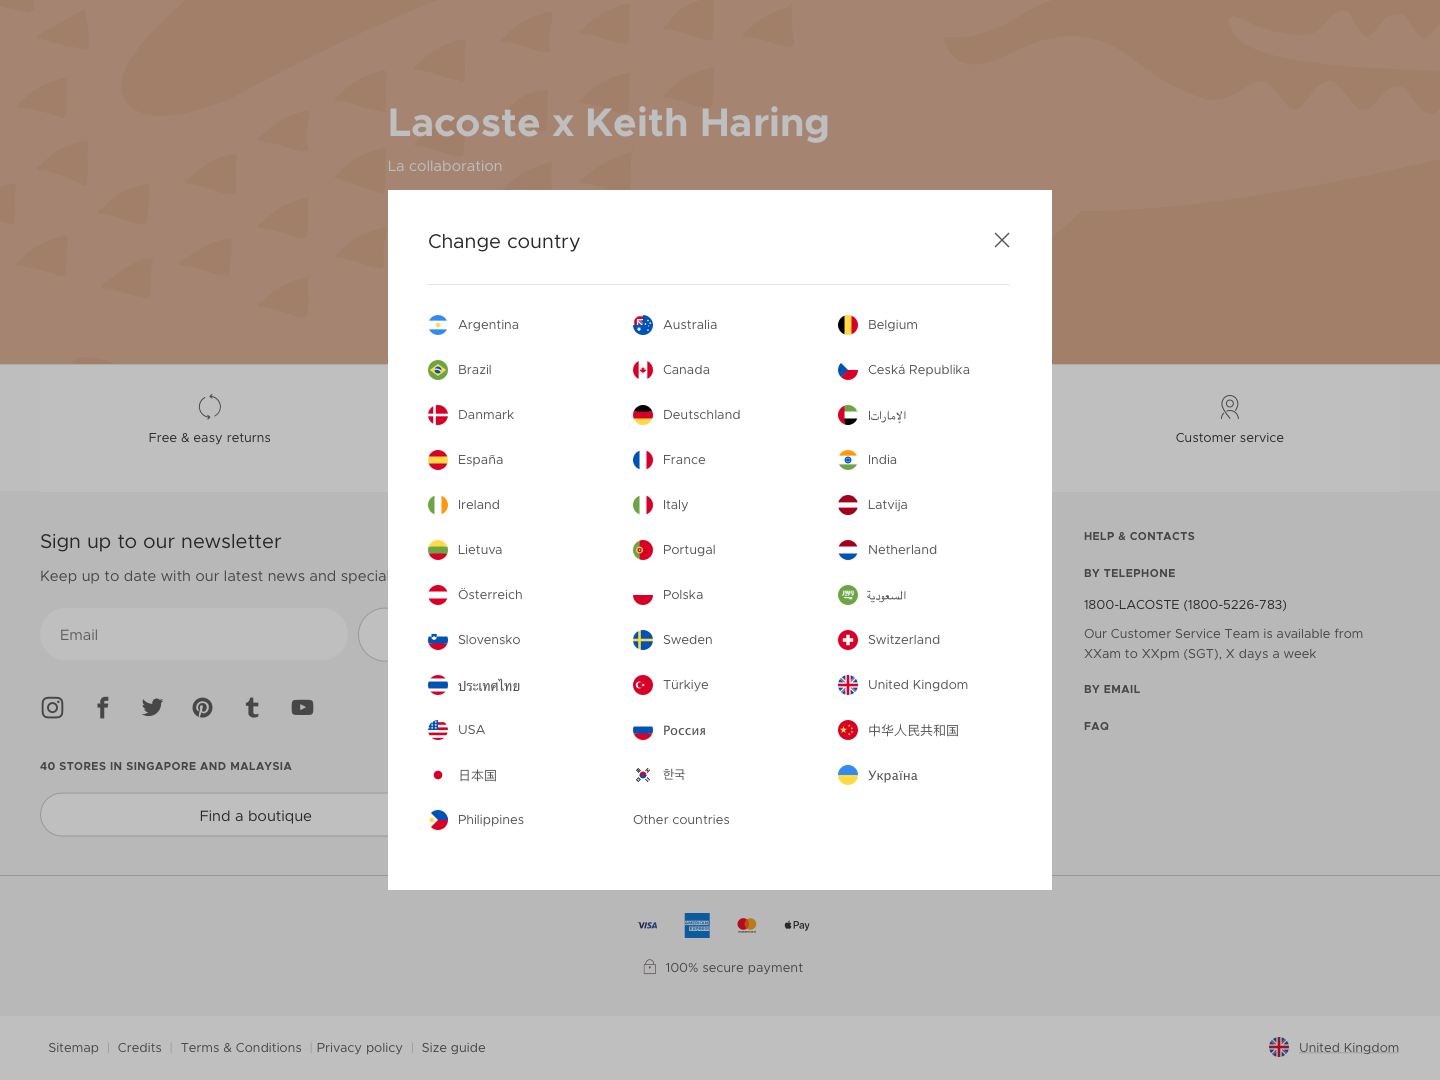 Lacoste x Keith Haring
La collaboration
Change country
Argentina
Australia
Belgium
Brazil
Canada
Ceská Republika
Danmark
Deutschland
الإماراتا
España
France
India
Ireland
Italy
Latvija
Lietuva
Portugal
Netherland
Österreich
Polska
السعودية
Slovensko
Sweden
Switzerland
ประเทศไทย
Türkiye
United Kingdom
USA
Россия
中华人民共和国
日本国
한국
Україна
Philippines
Other countries
Free & easy returns
Customer service
Sign up to our newsletter
Keep up to date with our latest news and specia
Email
40 STORES IN SINGAPORE AND MALAYSIA
Find a boutique
HELP & CONTACTS
BY TELEPHONE
1800-LACOSTE (1800-5226-783)
Our Customer Service Team is available from
XXam to XXpm (SGT), X days a week
BY EMAIL
FAQ
VISA
AMERICAN EXPRESS
Pay
100% secure payment
Sitemap | Credits | Terms & Conditions | Privacy policy | Size guide
United Kingdom